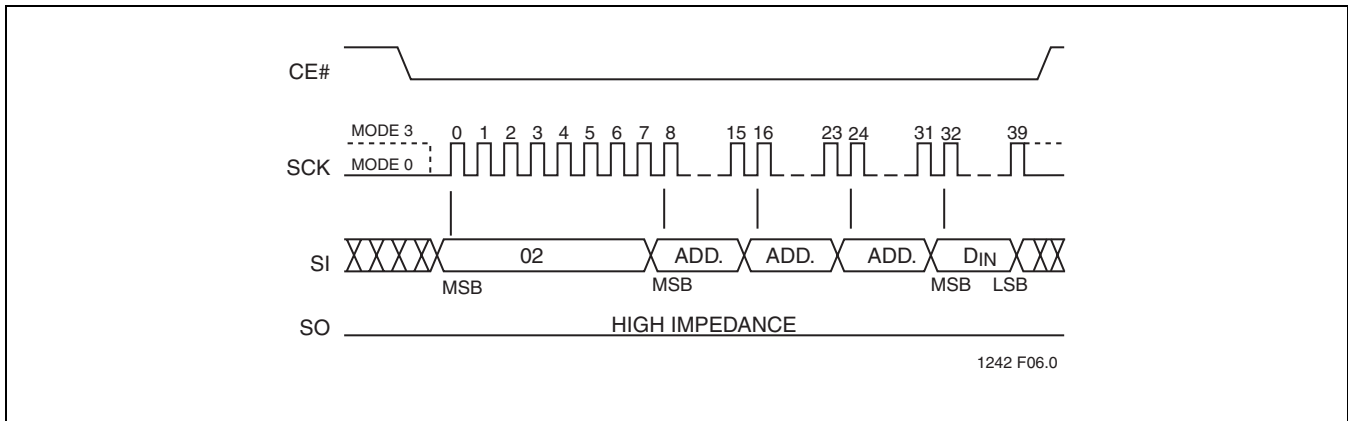 CE#
MODE 3
0 1 2 3 4 5 6 7 8 15 16 23 24 31 32 39
SCK MODE 0
SI 02 ADD. ADD. ADD. DIN
MSB MSB MSB LSB
SO HIGH IMPEDANCE
1242 F06.0